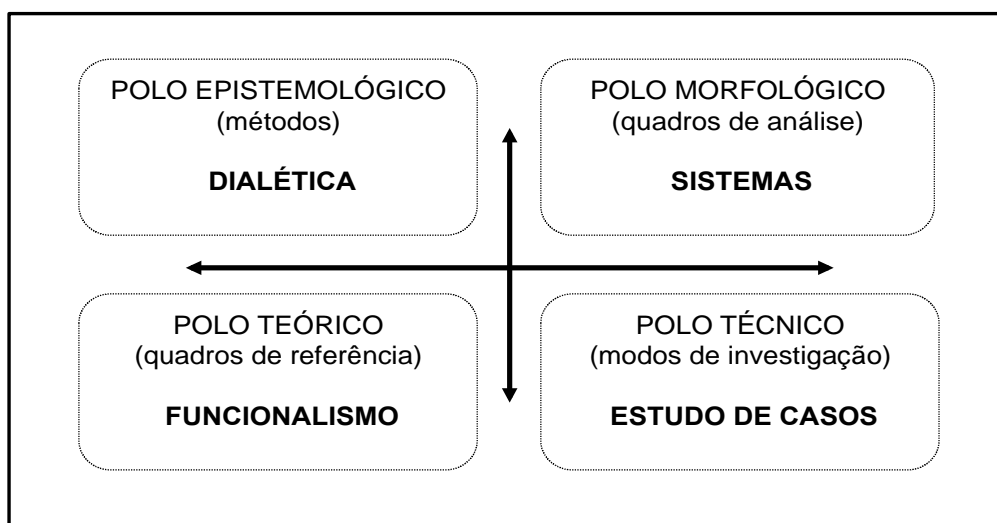 POLO EPISTEMOLÓGICO
(métodos)
DIALÉTICA
POLO MORFOLÓGICO
(quadros de análise)
SISTEMAS
POLO TEÓRICO
(quadros de referência)
FUNCIONALISMO
POLO TÉCNICO
(modos de investigação)
ESTUDO DE CASOS